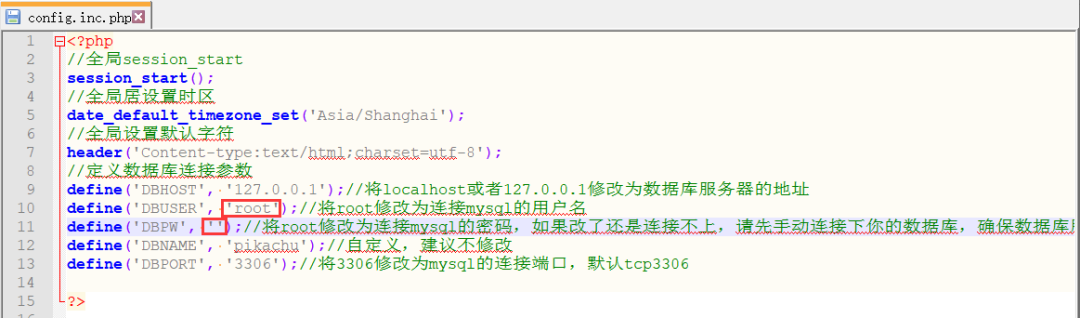 config.inc.php
1 <?php
2 //全局session_start
3 session_start();
4 //全局居设置时区
5 date_default_timezone_set('Asia/Shanghai');
6 //全局设置默认字符
7 header('Content-type:text/html;charset=utf-8');
8 //定义数据库连接参数
9 define('DBHOST', '127.0.0.1');//将localhost或者127.0.0.1修改为数据库服务器的地址
10 define('DBUSER', 'root');//将root修改为连接mysql的用户名
11 define('DBPW', '');//将root修改为连接mysql的密码，如果改了还是连接不上，请先手动连接下你的数据库，确保数据库
12 define('DBNAME', 'pikachu');//自定义，建议不修改
13 define('DBPORT', '3306');//将3306修改为mysql的连接端口，默认tcp3306
14
15 ?>
16